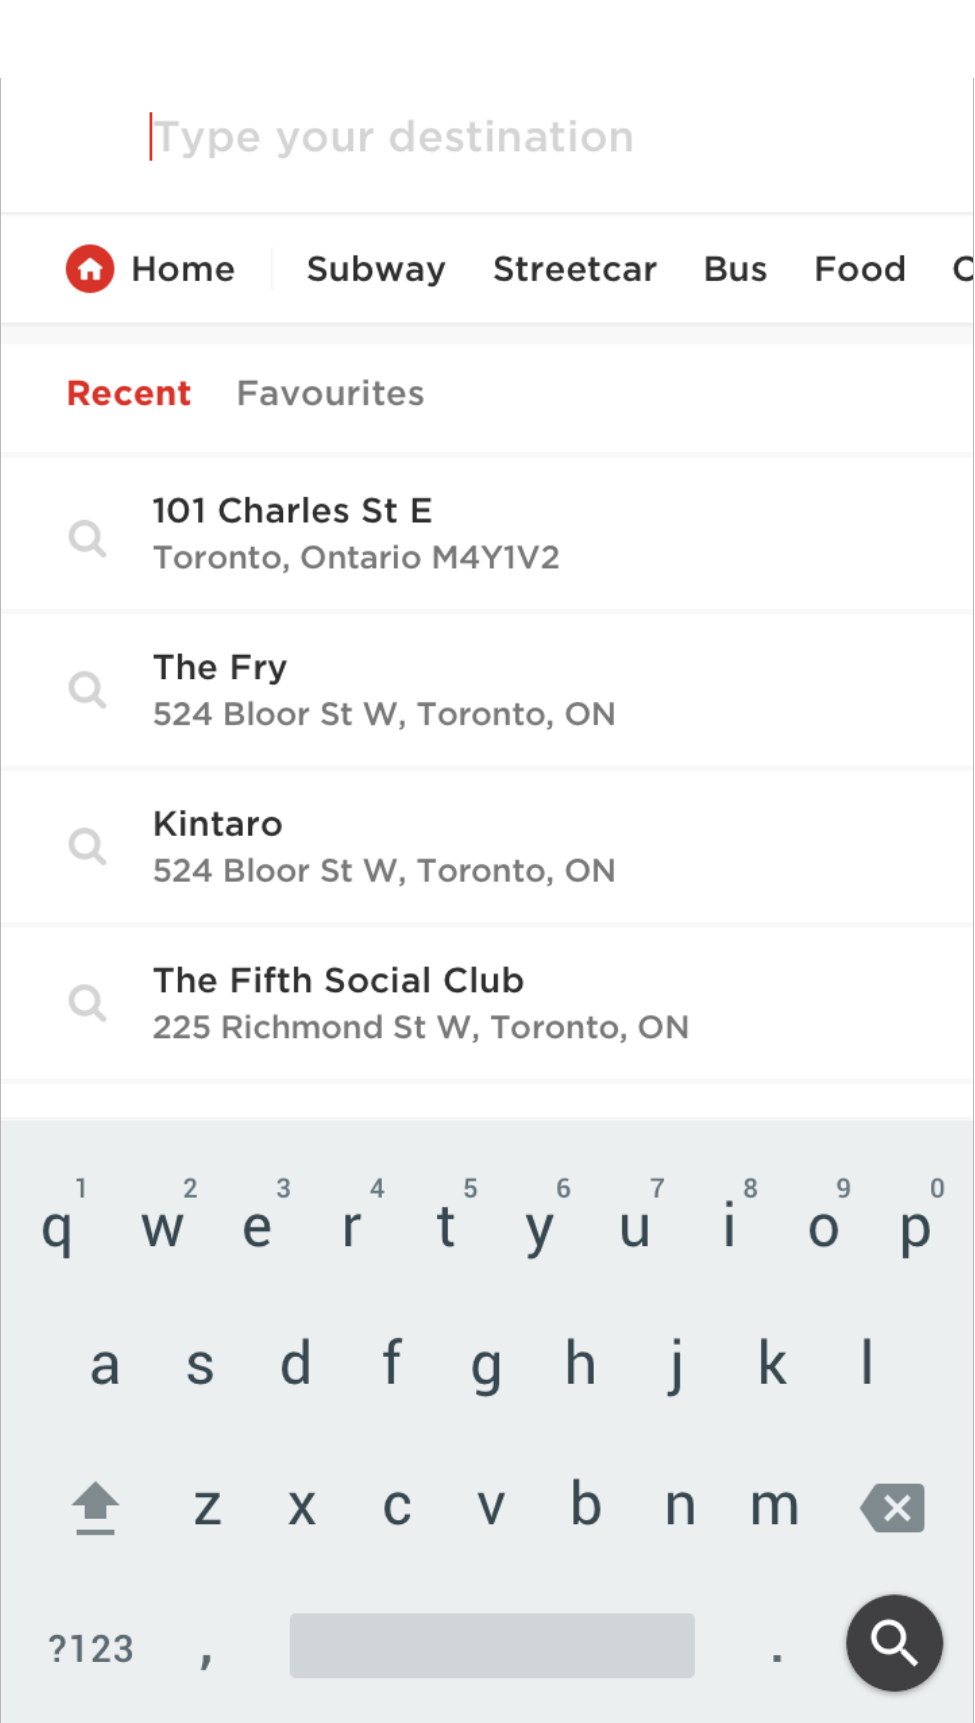 Type your destination
Home Subway Streetcar Bus Food
Recent Favourites
101 Charles St E
Toronto, Ontario M4Y1V2
The Fry
524 Bloor St W, Toronto, ON
Kintaro
524 Bloor St W, Toronto, ON
The Fifth Social Club
225 Richmond St W, Toronto, ON
1 2 3 4 5 6 7 8 9 0
q w e r t y u i o p
a s d f g h j k l
z x c v b n m
?123 , .